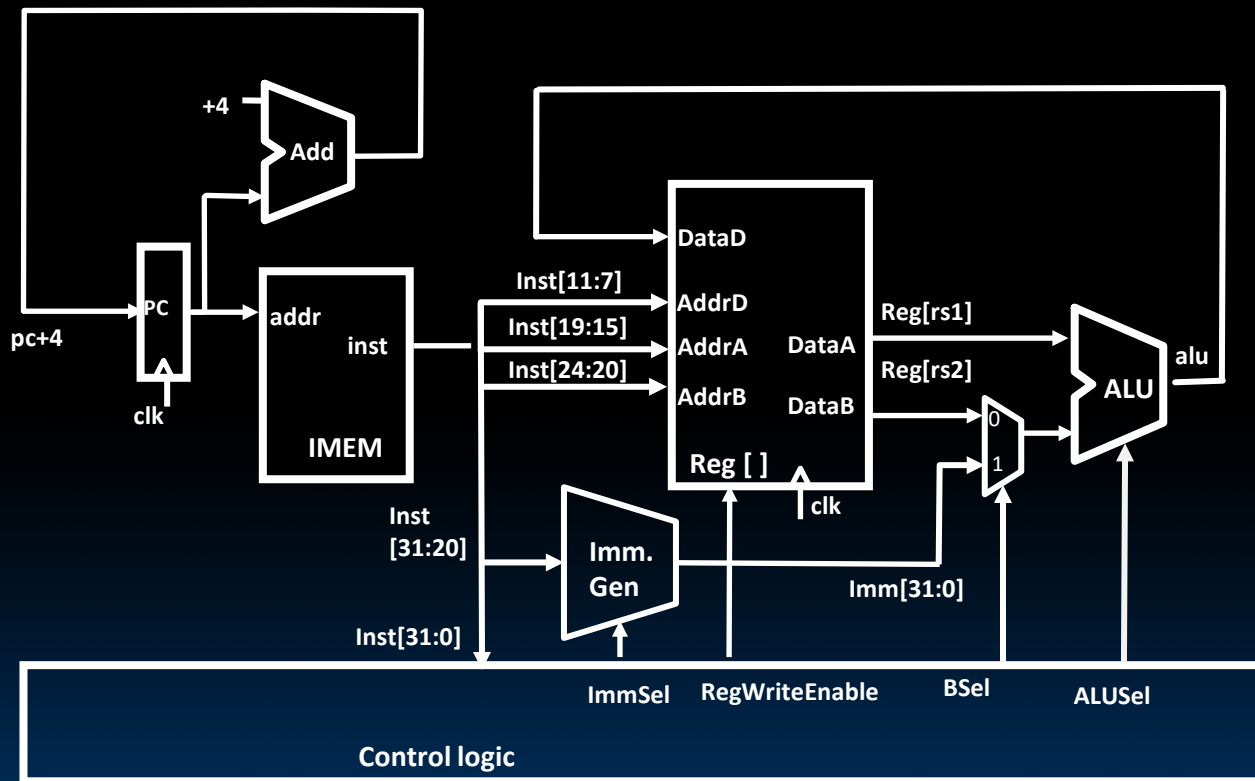 +4
Add
DataD
Inst[11:7]
PC
addr
AddrD
Reg[rs1]
pc+4
inst
Inst[19:15]
AddrA
DataA
alu
Inst[24:20]
Reg[rs2]
AddrB
DataB
ALU
clk
0
IMEM
Reg [ ]
1
clk
Inst
[31:20]
Imm.
Gen
Imm[31:0]
Inst[31:0]
ImmSel
RegWriteEnable
BSel
ALUSel
Control logic